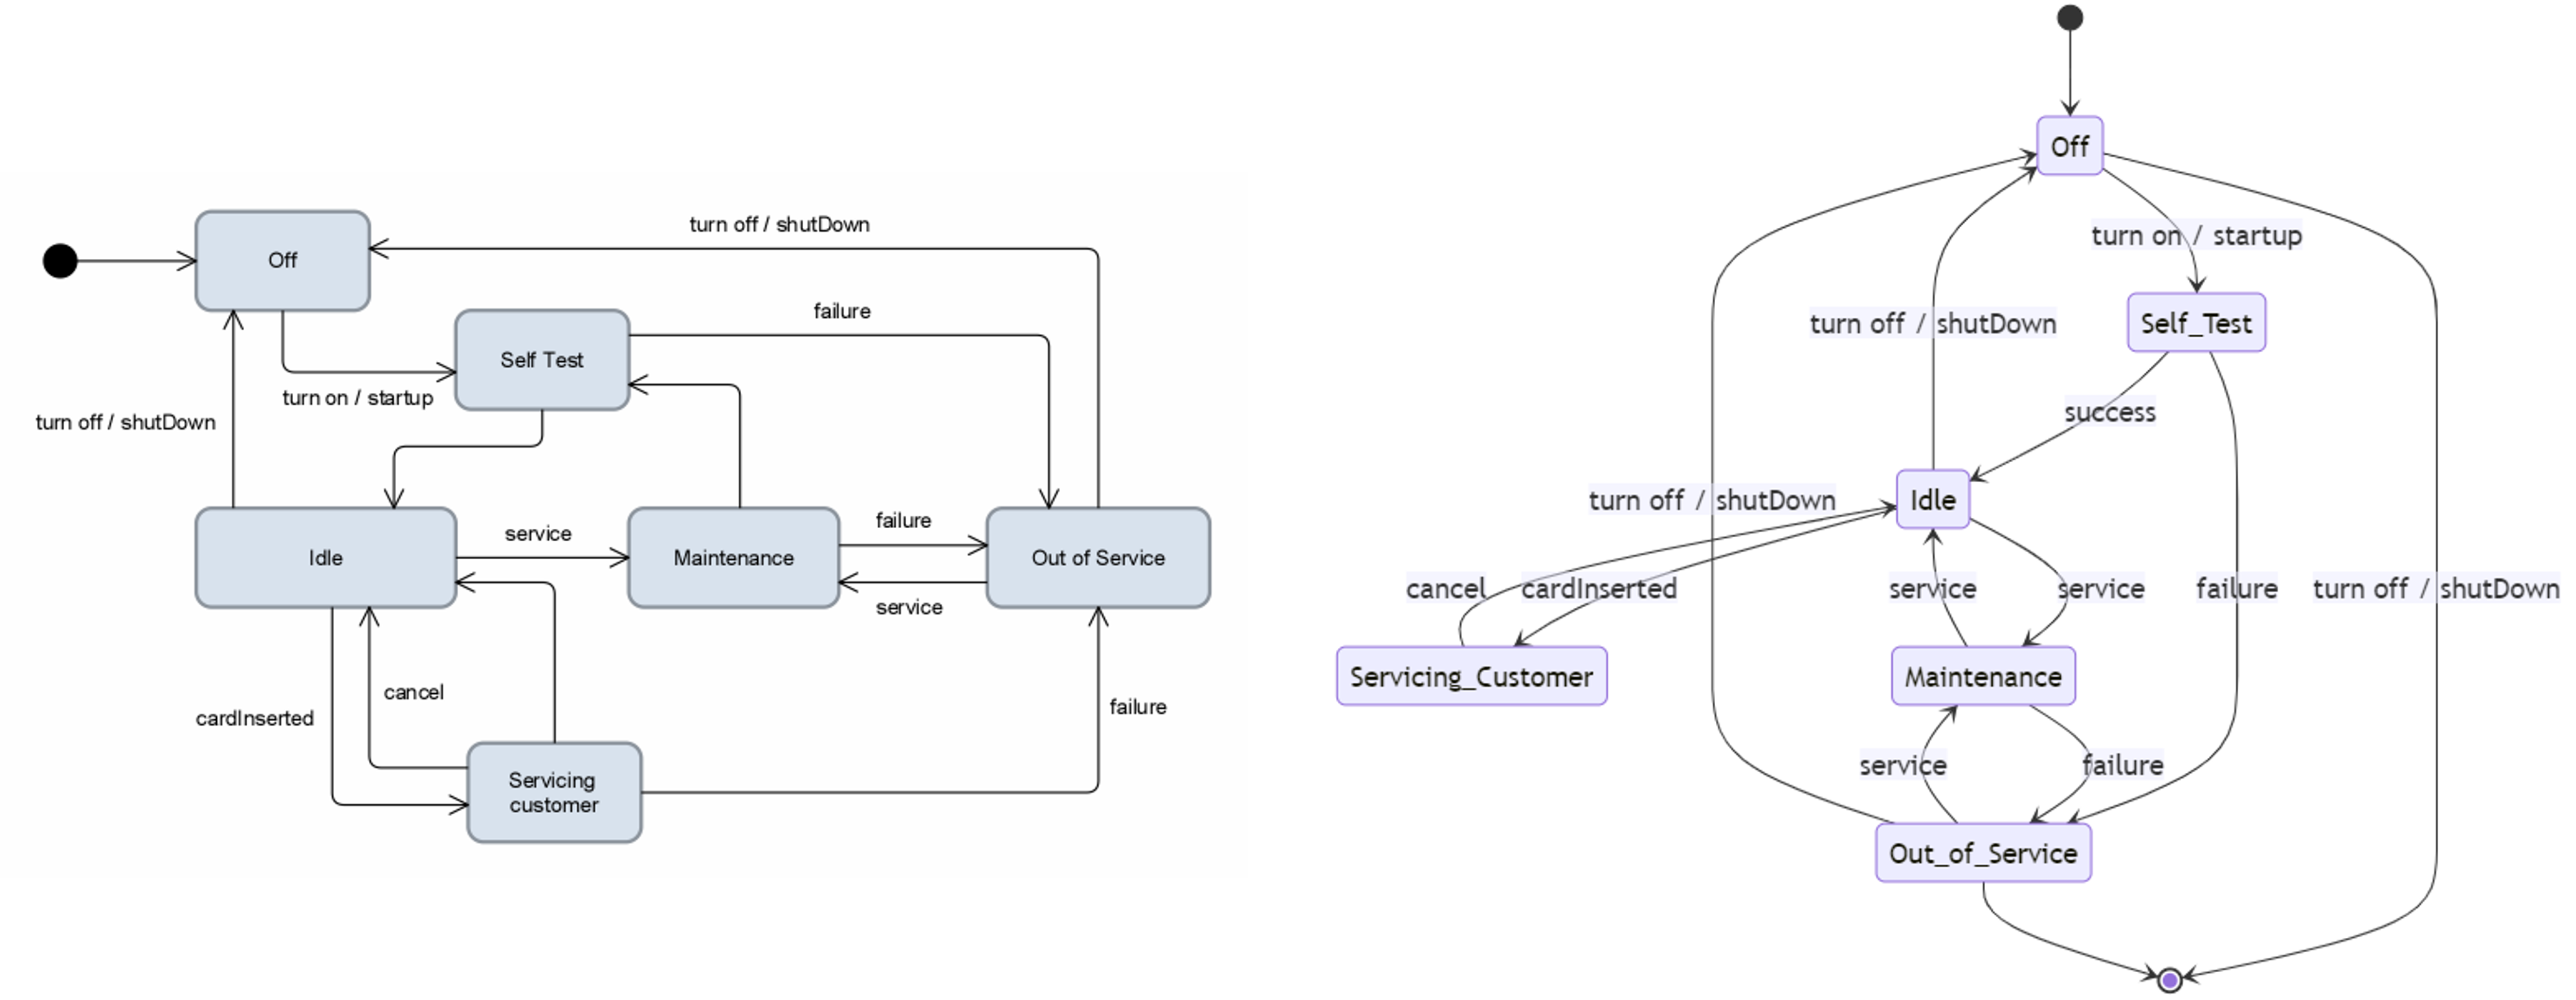 turn off / shutDown
Off
failure
Self Test
turn on / startup
turn off / shutDown
failure
service
Idle
Maintenance
Out of Service
service
cancel
failure
cardInserted
Servicing
customer
Off
turn on / startup
turn off / shutDown
Self_Test
success
turn off / shutDown
Idle
cancel
cardInserted
service
service
failure
turn off / shutDown
Servicing_Customer
Maintenance
service
failure
Out_of_Service